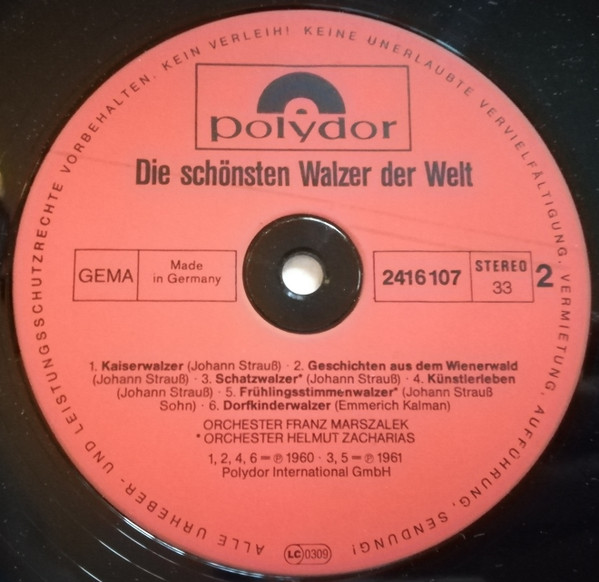 ALLE URHEBER- UND LEISTUNGSSCHUTZRECHTE VORBEHALTEN. KEIN VERLEIH! KEINE UNERLAUBTE VERVIELFÄLTIGUNG, VERMIETUNG, AUFFÜHRUNG, SENDUNG!
polydor
Die schönsten Walzer der Welt
GEMA
Made
in Germany
2416 107
STEREO
33
2
1. Kaiserwalzer (Johann Strauß) · 2. Geschichten aus dem Wienerwald
(Johann Strauß) · 3. Schatzwalzer* (Johann Strauß) · 4. Künstlerleben
(Johann Strauß) · 5. Frühlingsstimmenwalzer* (Johann Strauß
Sohn) · 6. Dorfkinderwalzer (Emmerich Kalman)
ORCHESTER FRANZ MARSZALEK
* ORCHESTER HELMUT ZACHARIAS
1, 2, 4, 6 = ℗ 1960 · 3, 5 = ℗ 1961
Polydor International GmbH
LC 0309